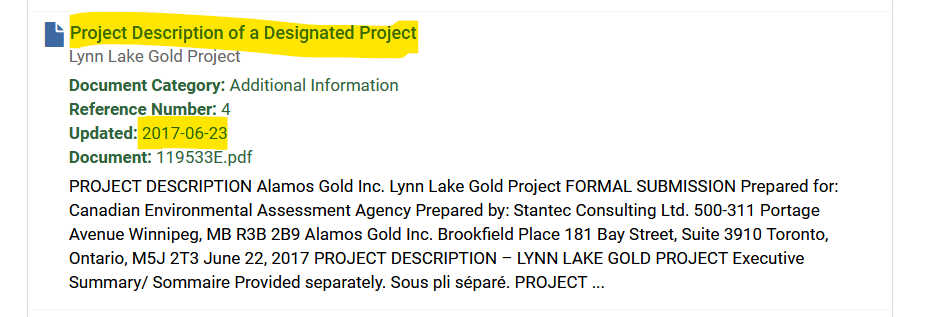 Project Description of a Designated Project
Lynn Lake Gold Project
Document Category: Additional Information
Reference Number: 4
Updated: 2017-06-23
Document: 119533E.pdf
PROJECT DESCRIPTION Alamos Gold Inc. Lynn Lake Gold Project FORMAL SUBMISSION Prepared for:
Canadian Environmental Assessment Agency Prepared by: Stantec Consulting Ltd. 500-311 Portage
Avenue Winnipeg, MB R3B 2B9 Alamos Gold Inc. Brookfield Place 181 Bay Street, Suite 3910 Toronto,
Ontario, M5J 2T3 June 22, 2017 PROJECT DESCRIPTION – LYNN LAKE GOLD PROJECT Executive
Summary/ Sommaire Provided separately. Sous pli séparé. PROJECT ...